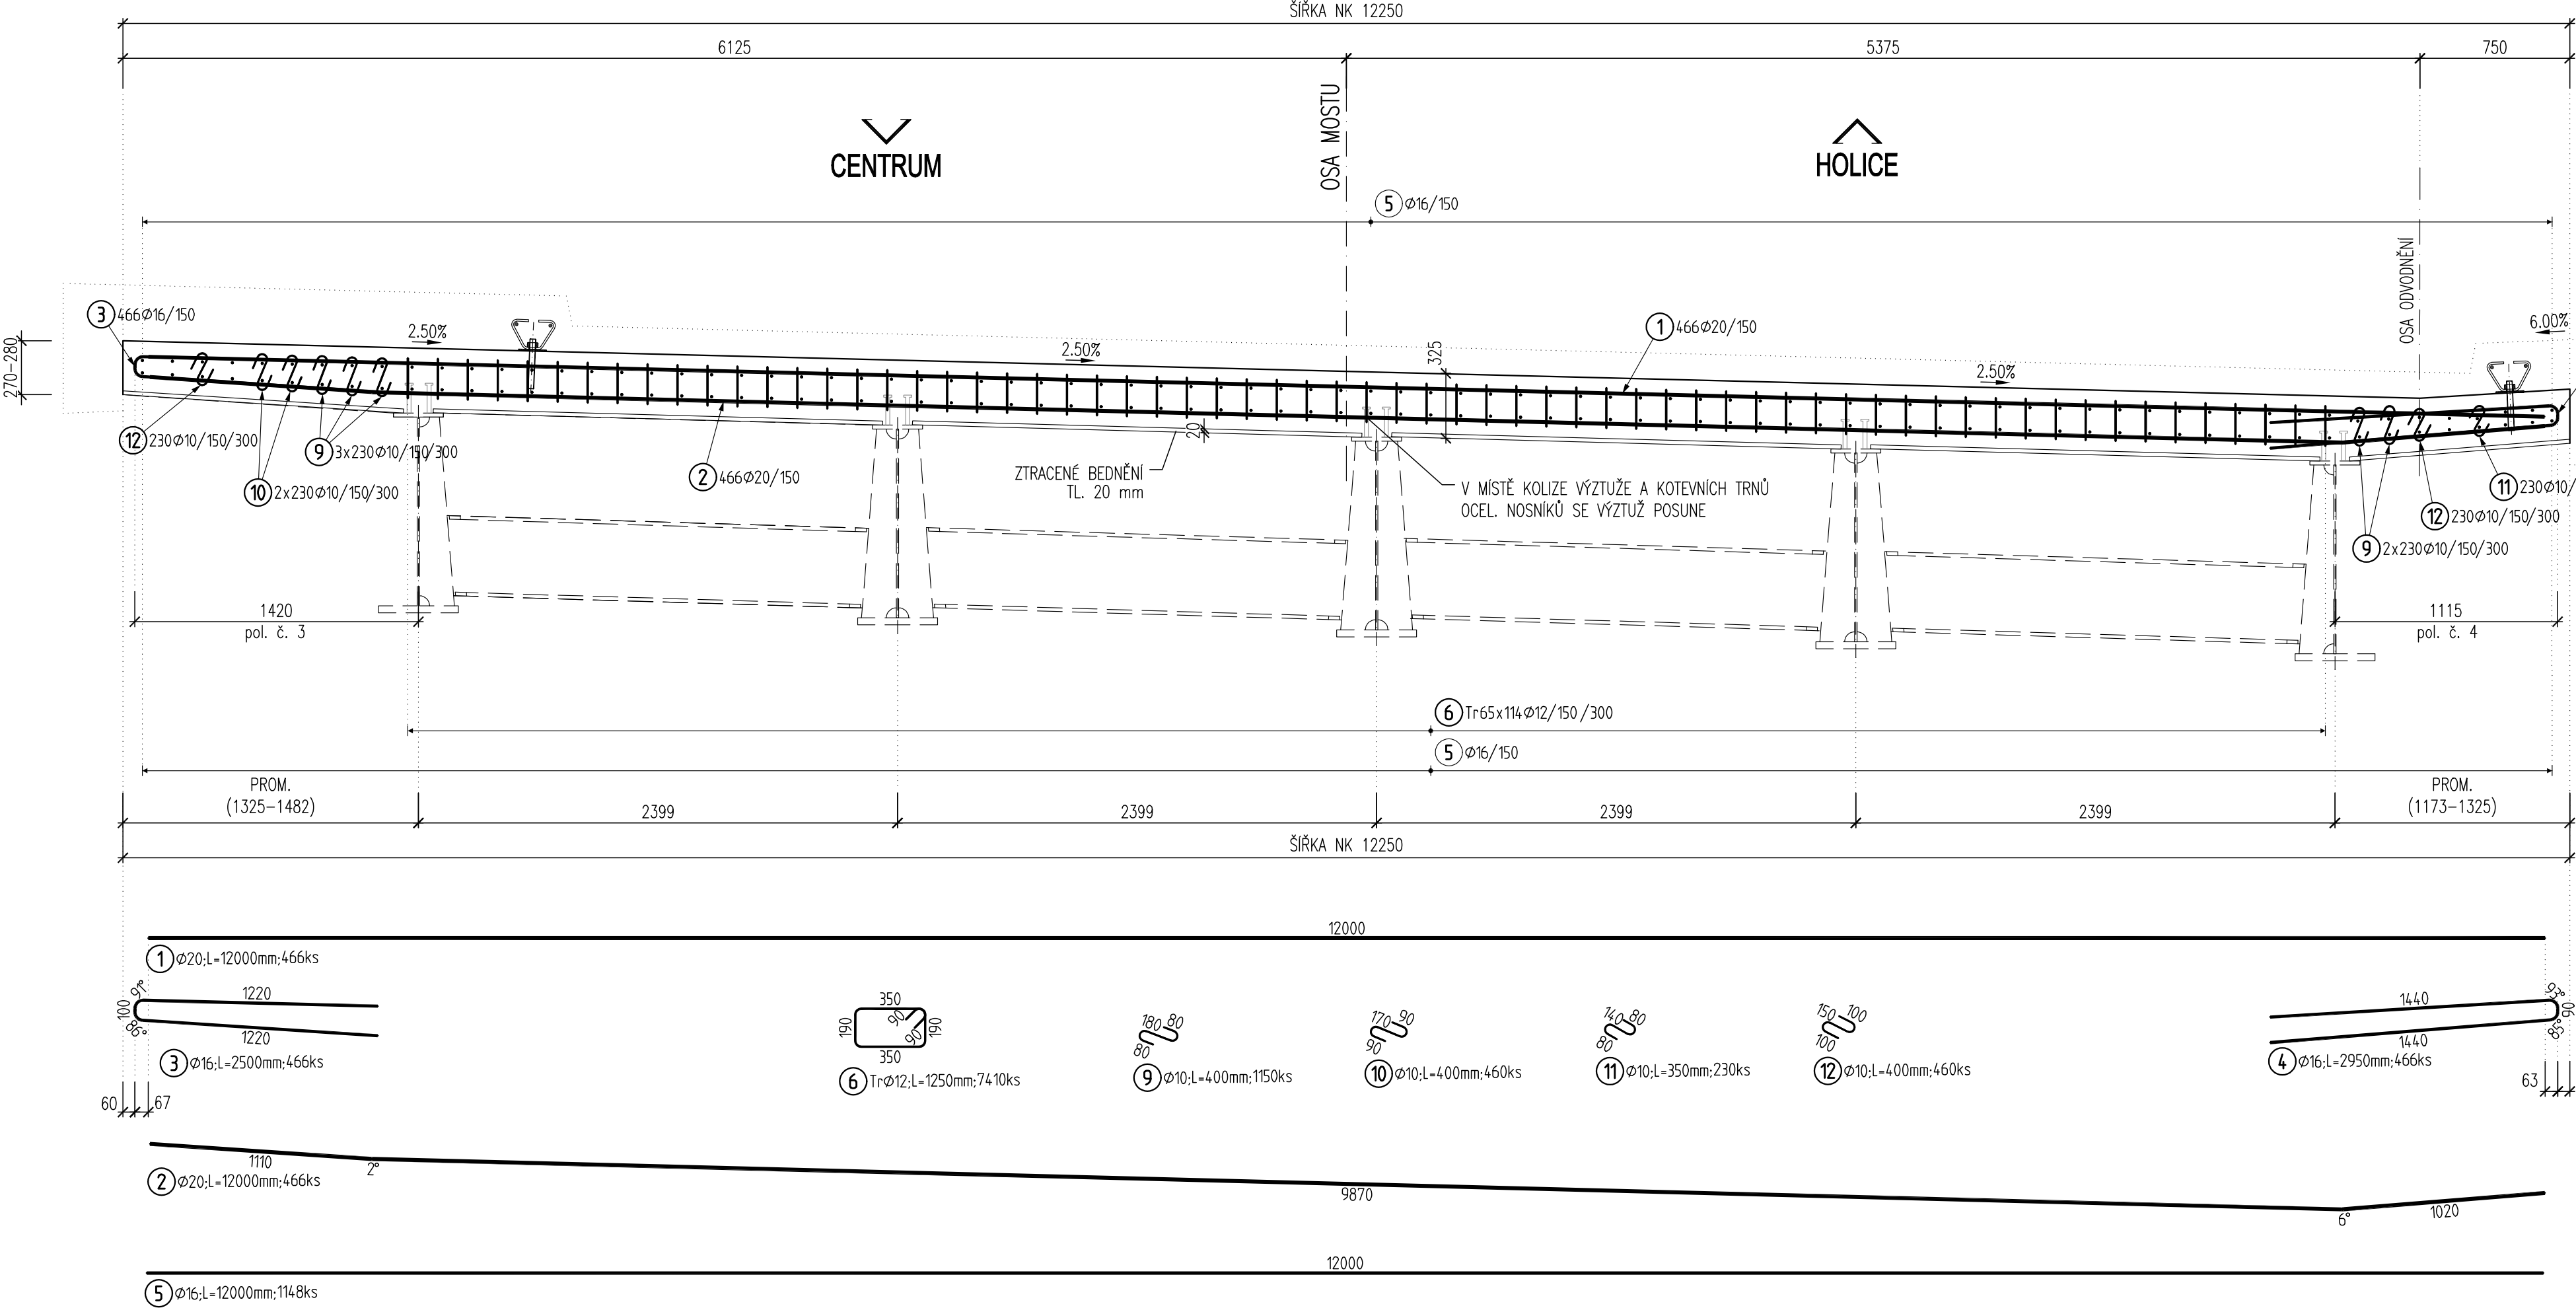 ŠÍŘKA NK 12250
6125
5375
750
OSA MOSTU
CENTRUM
HOLICE
5 Ø16/150
OSA ODVODNĚNÍ
3 466Ø16/150
2.50%
2.50%
2.50%
6.00%
1 466Ø20/150
325
270-280
12 230Ø10/150/300
9 3x230Ø10/150/300
10 2x230Ø10/150/300
2 466Ø20/150
20
ZTRACENÉ BEDNĚNÍ
TL. 20 mm
V MÍSTĚ KOLIZE VÝZTUŽE A KOTEVNÍCH TRNŮ
OCEL. NOSNÍKŮ SE VÝZTUŽ POSUNE
11 230Ø10/
12 230Ø10/150/300
9 2x230Ø10/150/300
1420
pol. č. 3
1115
pol. č. 4
6 Tr65x114Ø12/150/300
5 Ø16/150
PROM.
(1325-1482)
2399
2399
2399
2399
PROM.
(1173-1325)
ŠÍŘKA NK 12250
12000
1 Ø20;L=12000mm;466ks
91°
100
86°
1220
1220
3 Ø16;L=2500mm;466ks
60
67
350
190
90
90
190
350
6 TrØ12;L=1250mm;7410ks
180
80
80
9 Ø10;L=400mm;1150ks
170
90
90
10 Ø10;L=400mm;460ks
140
80
80
11 Ø10;L=350mm;230ks
150
100
100
12 Ø10;L=400mm;460ks
1440
1440
93°
90
85°
4 Ø16;L=2950mm;466ks
63
1110
2°
2 Ø20;L=12000mm;466ks
9870
6°
1020
12000
5 Ø16;L=12000mm;1148ks